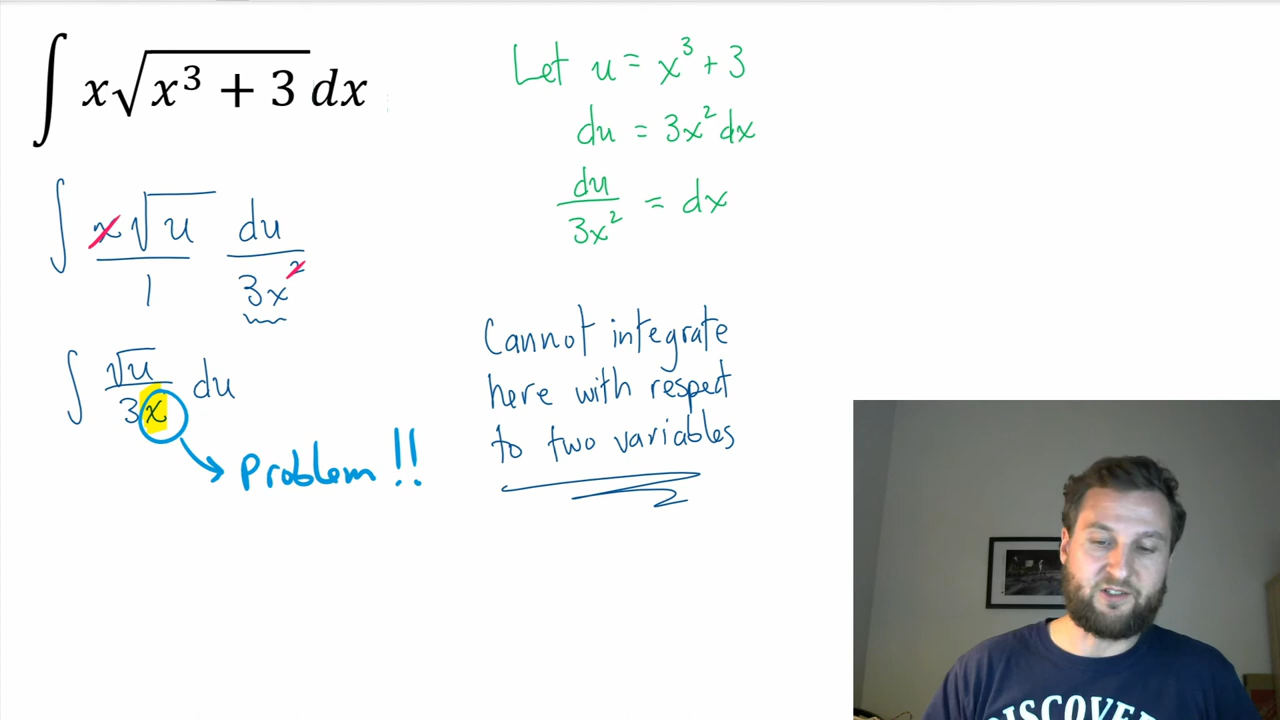 ∫ x√(x³ + 3) dx
Let u = x³ + 3
du = 3x² dx
du/3x² = dx
∫ x√u/1 du/3x²
∫ √u/3x du
Problem !!
Cannot integrate
here with respect
to two variables
DISCOVER